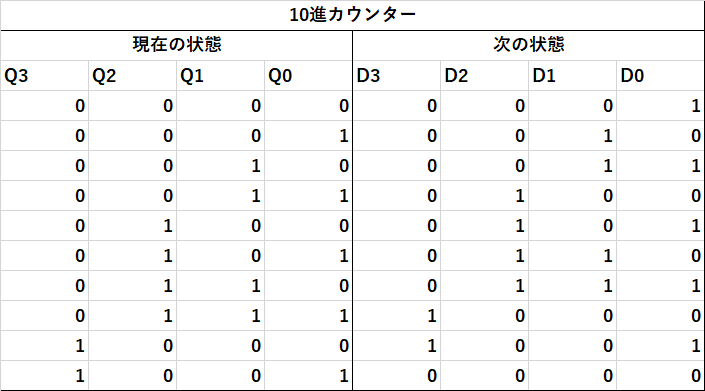 10進カウンター
現在の状態 次の状態
Q3 Q2 Q1 Q0 D3 D2 D1 D0
0 0 0 0 0 0 0 1
0 0 0 1 0 0 1 0
0 0 1 0 0 0 1 1
0 0 1 1 0 1 0 0
0 1 0 0 0 1 0 1
0 1 0 1 0 1 1 0
0 1 1 0 0 1 1 1
0 1 1 1 1 0 0 0
1 0 0 0 1 0 0 1
1 0 0 1 0 0 0 0